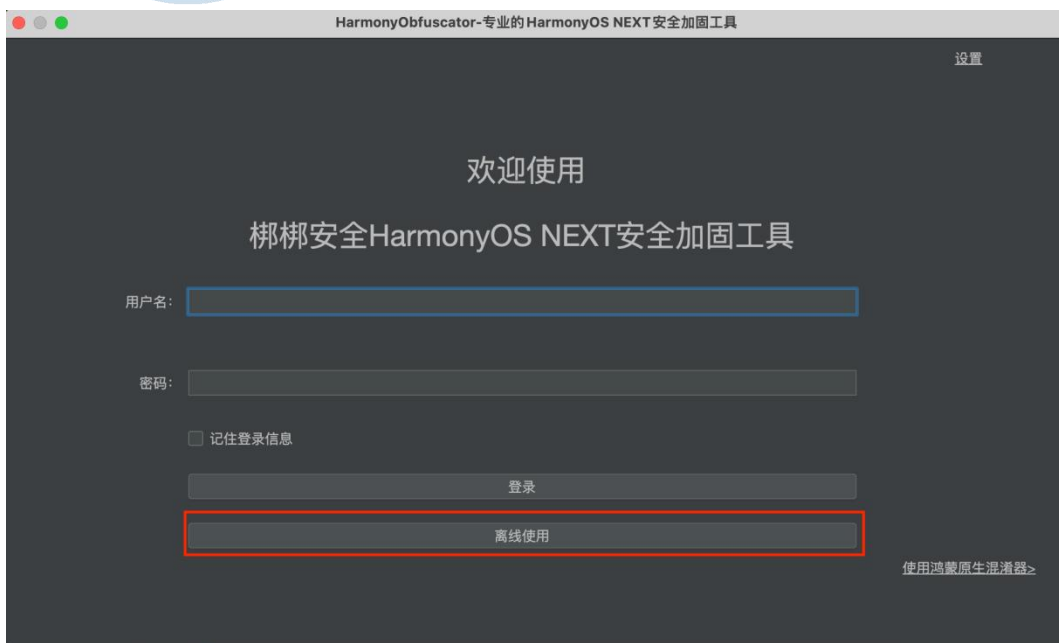 HarmonyObfuscator-专业的HarmonyOS NEXT安全加固工具
设置
欢迎使用
梆梆安全HarmonyOS NEXT安全加固工具
用户名:
密码:
记住登录信息
登录
离线使用
使用鸿蒙原生混淆器>